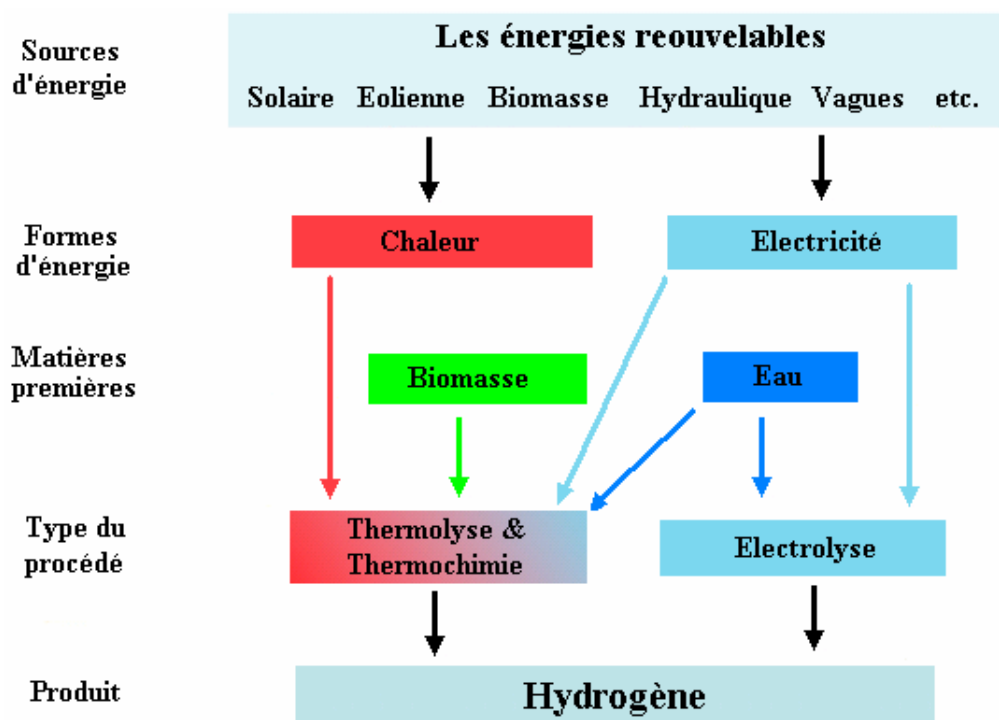 Sources
d'énergie
Les énergies reouvelables
Solaire Eolienne Biomasse Hydraulique Vagues etc.
Formes
d'énergie
Chaleur
Electricité
Matières
premières
Biomasse
Eau
Type du
procédé
Thermolyse &
Thermochimie
Electrolyse
Produit
Hydrogène